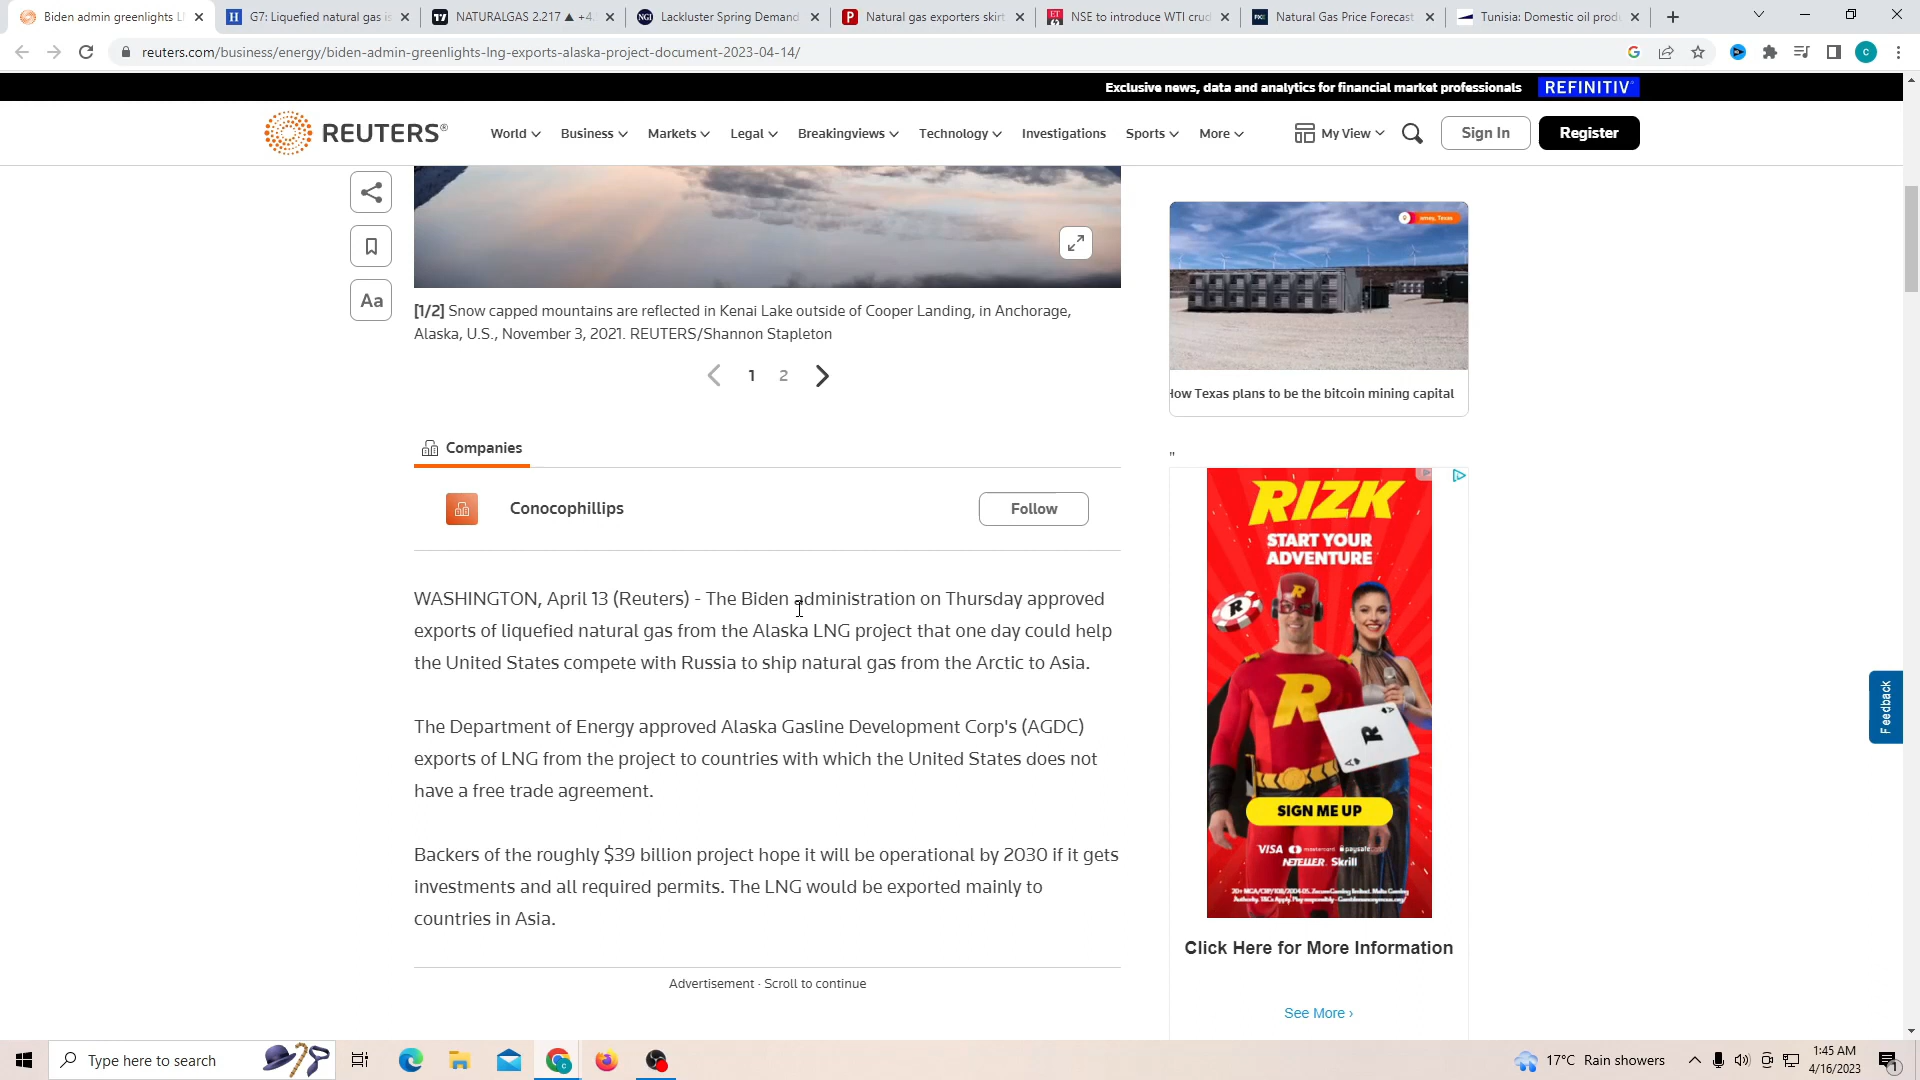 Biden admin greenlights L
G7: Liquefied natural gas is
NATURALGAS 2.217 ▲ +4.
Lackluster Spring Demand
Natural gas exporters skirt
NSE to introduce WTI crud
Natural Gas Price Forecast
Tunisia: Domestic oil produ
reuters.com/business/energy/biden-admin-greenlights-lng-exports-alaska-project-document-2023-04-14/
Exclusive news, data and analytics for financial market professionals REFINITIV
REUTERS®
World
Business
Markets
Legal
Breakingviews
Technology
Investigations
Sports
More
My View
Sign In
Register
Aa
[1/2] Snow capped mountains are reflected in Kenai Lake outside of Cooper Landing, in Anchorage,
Alaska, U.S., November 3, 2021. REUTERS/Shannon Stapleton
1 2
Companies
Conocophillips
Follow
WASHINGTON, April 13 (Reuters) - The Biden administration on Thursday approved
exports of liquefied natural gas from the Alaska LNG project that one day could help
the United States compete with Russia to ship natural gas from the Arctic to Asia.
The Department of Energy approved Alaska Gasline Development Corp's (AGDC)
exports of LNG from the project to countries with which the United States does not
have a free trade agreement.
Backers of the roughly $39 billion project hope it will be operational by 2030 if it gets
investments and all required permits. The LNG would be exported mainly to
countries in Asia.
Advertisement · Scroll to continue
Texas
How Texas plans to be the bitcoin mining capital
"
RIZK
START YOUR
ADVENTURE
R
R
A
R
SIGN ME UP
VISA mastercard paysafe
NETELLER Skrill
Click Here for More Information
See More ›
Feedback
Type here to search
17°C Rain showers
1:45 AM
4/16/2023
1